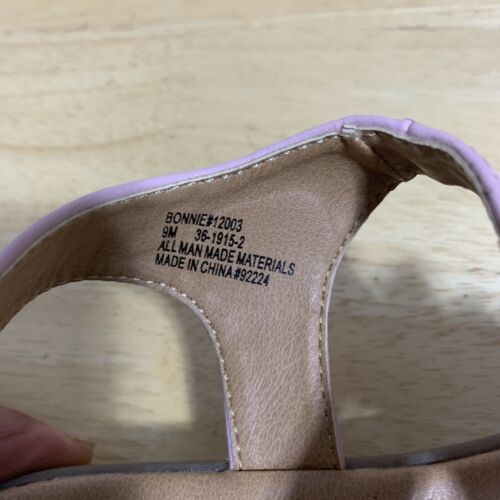 BONNIE#12003
9M 36-1915-2
ALL MAN MADE MATERIALS
MADE IN CHINA #92224